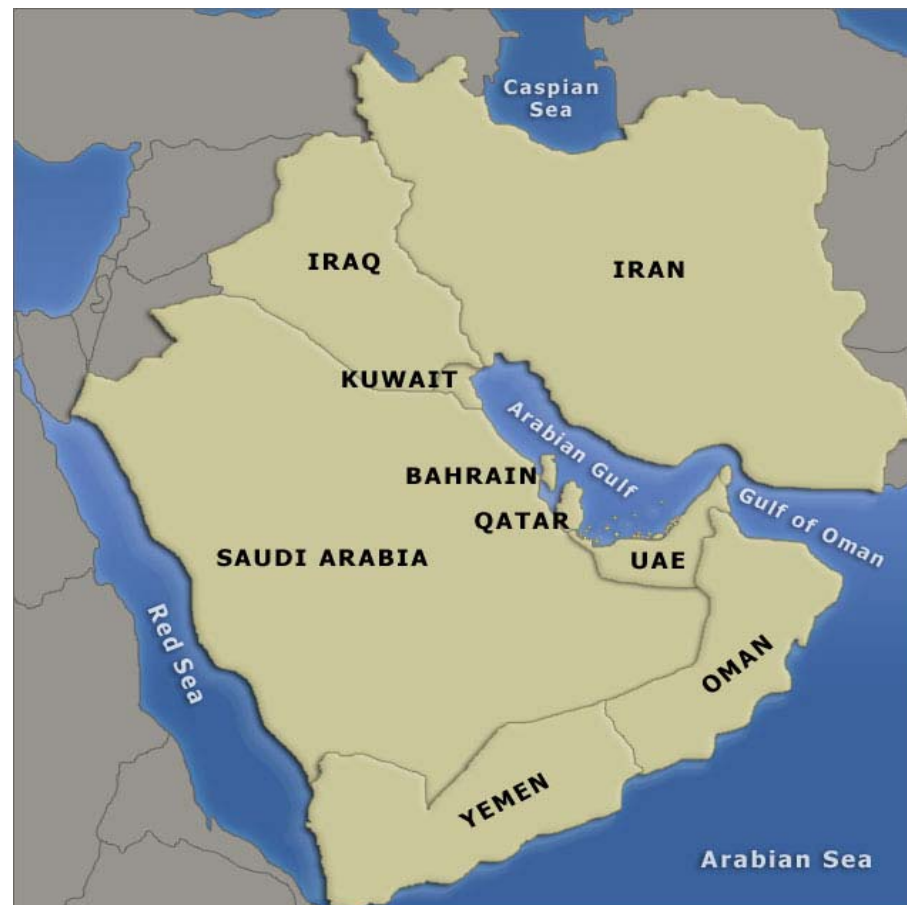 Caspian
Sea
IRAQ
IRAN
KUWAIT
Arabian Gulf
BAHRAIN
QATAR
Gulf of Oman
SAUDI ARABIA
UAE
Red Sea
OMAN
YEMEN
Arabian Sea